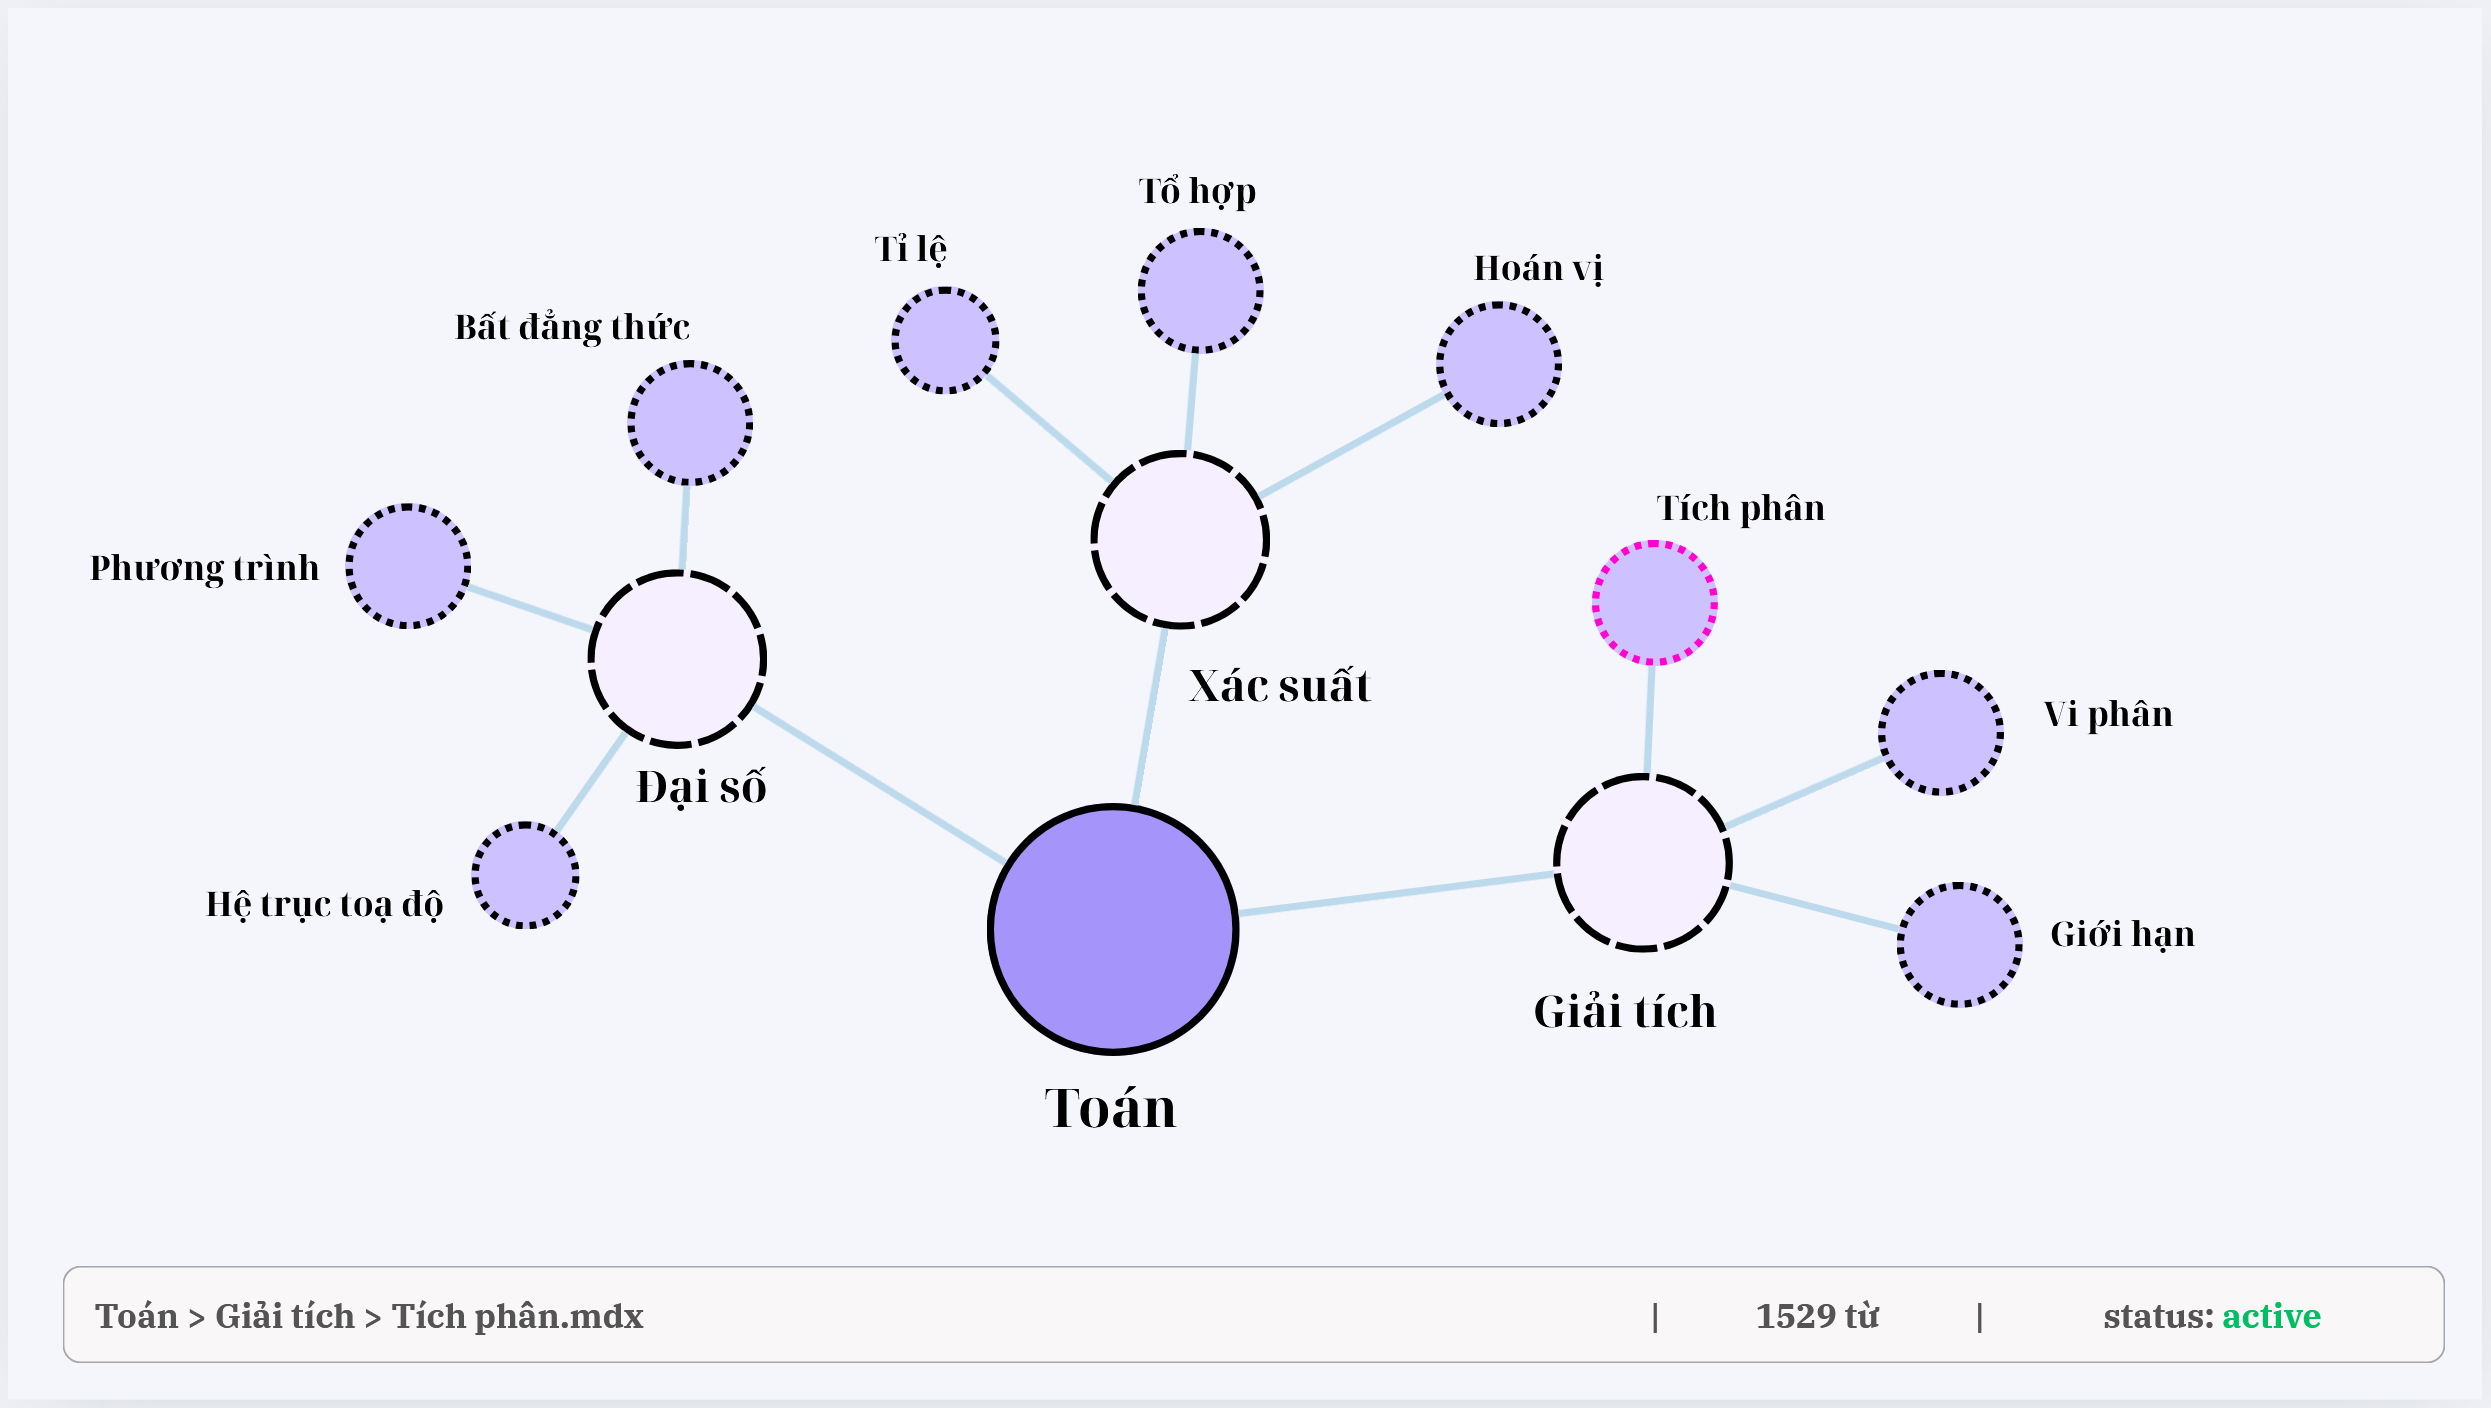 Tổ hợp
Tỉ lệ
Hoán vị
Bất đẳng thức
Tích phân
Phương trình
Xác suất
Vi phân
Đại số
Hệ trục toạ độ
Giới hạn
Giải tích
Toán
Toán > Giải tích > Tích phân.mdx | 1529 từ | status: active